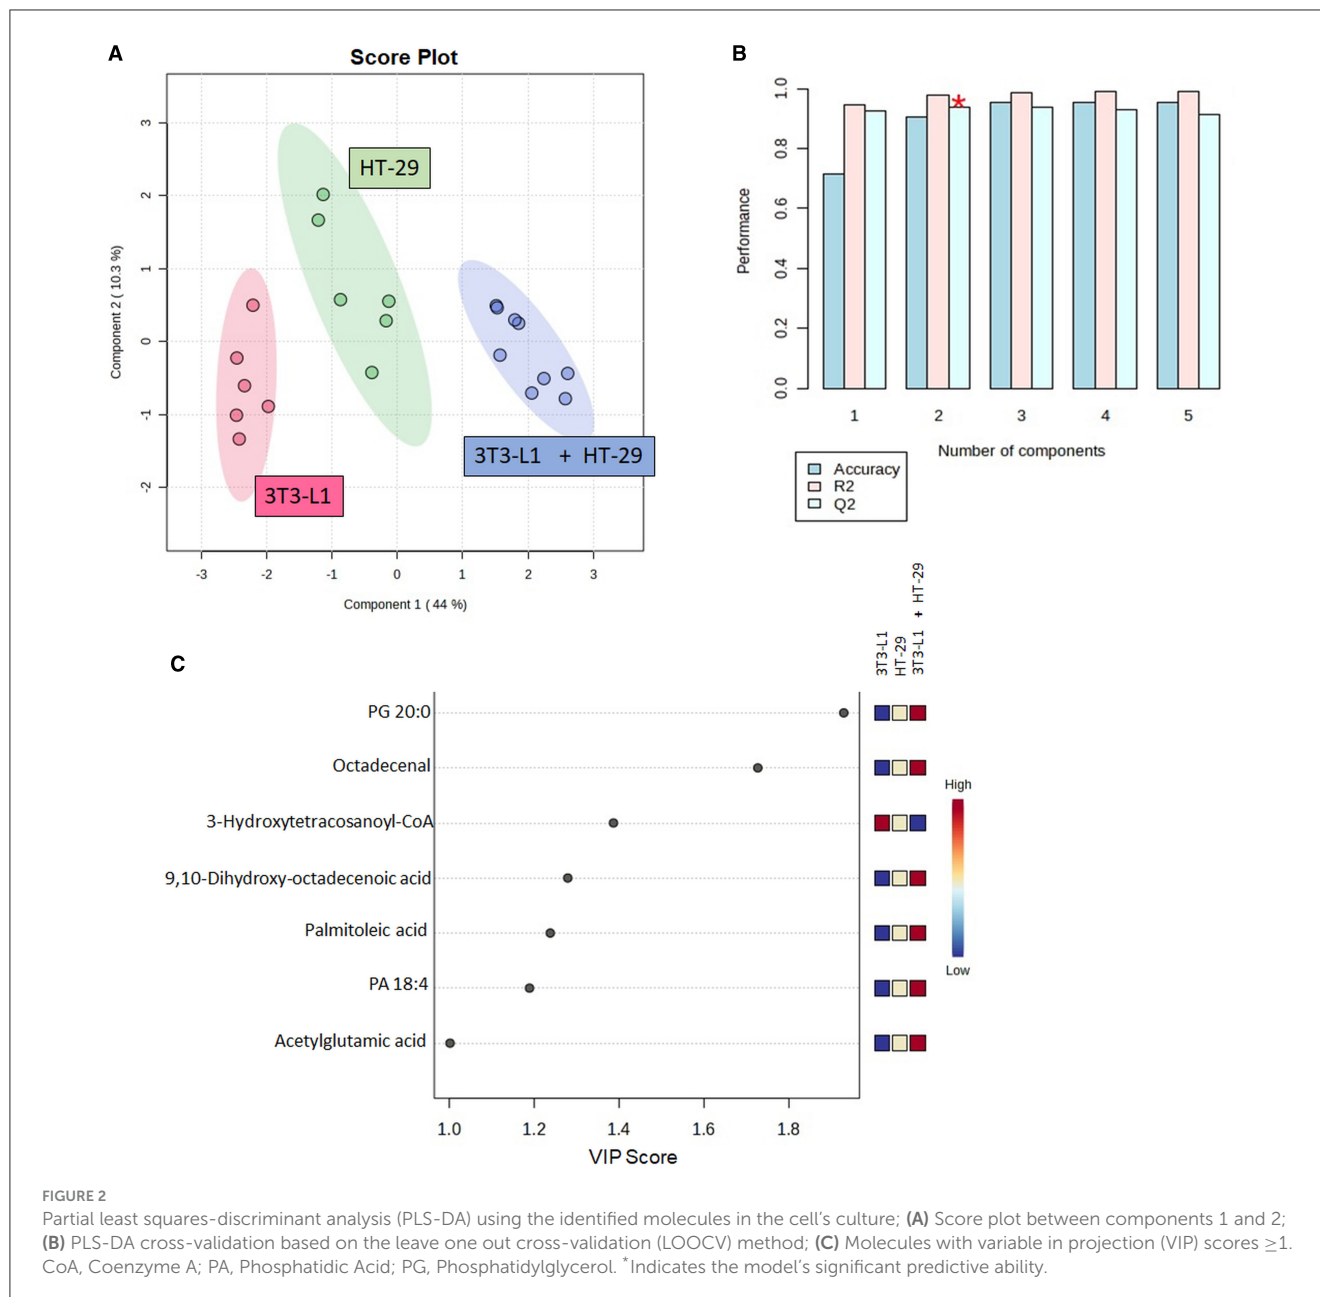 A
Score Plot
HT-29
3T3-L1 + HT-29
3T3-L1
Component 2 ( 10.3 %)
3
2
1
0
-1
-2
-3 -2 -1 0 1 2 3
Component 1 ( 44 %)
B
Performance
1.0
0.8
0.6
0.4
0.2
0.0
*
1 2 3 4 5
Number of components
Accuracy
R2
Q2
C
3T3-L1
HT-29
3T3-L1 + HT-29
PG 20:0
Octadecenal
3-Hydroxytetracosanoyl-CoA
9,10-Dihydroxy-octadecenoic acid
Palmitoleic acid
PA 18:4
Acetylglutamic acid
1.0 1.2 1.4 1.6 1.8
VIP Score
High
Low
FIGURE 2
Partial least squares-discriminant analysis (PLS-DA) using the identified molecules in the cell's culture; (A) Score plot between components 1 and 2;
(B) PLS-DA cross-validation based on the leave one out cross-validation (LOOCV) method; (C) Molecules with variable in projection (VIP) scores ≥1.
CoA, Coenzyme A; PA, Phosphatidic Acid; PG, Phosphatidylglycerol. *Indicates the model's significant predictive ability.